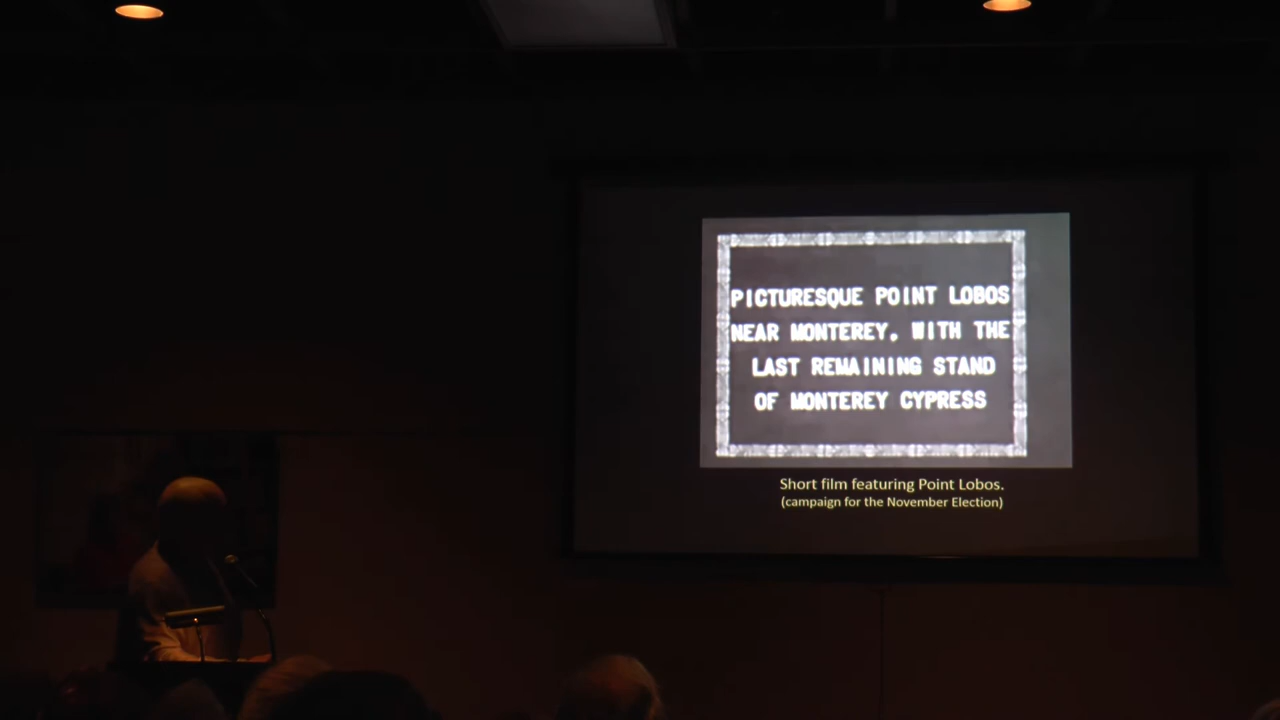 PICTURESQUE POINT LOBOS
NEAR MONTEREY, WITH THE
LAST REMAINING STAND
OF MONTEREY CYPRESS
Short film featuring Point Lobos.
(campaign for the November Election)